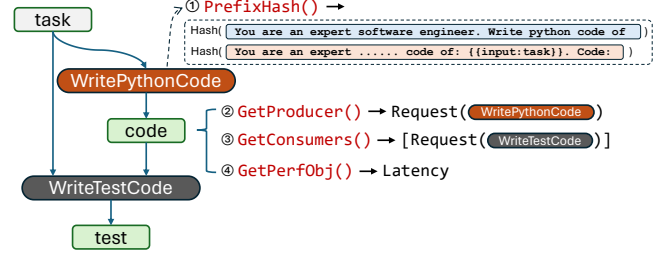 task
① PrefixHash() →
Hash( You are an expert software engineer. Write python code of )
Hash( You are an expert ...... code of: {{input:task}}. Code: )
WritePythonCode
② GetProducer() → Request(WritePythonCode)
code
③ GetConsumers() → [Request(WriteTestCode)]
④ GetPerfObj() → Latency
WriteTestCode
test